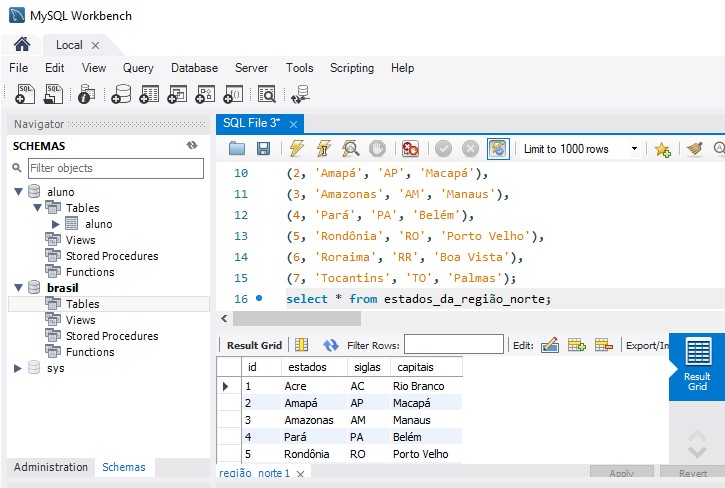 MySQL Workbench
Local
File Edit View Query Database Server Tools Scripting Help
Navigator
SCHEMAS
Filter objects
aluno
Tables
aluno
Views
Stored Procedures
Functions
brasil
Tables
Views
Stored Procedures
Functions
sys
Administration Schemas
SQL File 3*
Limit to 1000 rows
10 (2, 'Amapá', 'AP', 'Macapá'),
11 (3, 'Amazonas', 'AM', 'Manaus'),
12 (4, 'Pará', 'PA', 'Belém'),
13 (5, 'Rondônia', 'RO', 'Porto Velho'),
14 (6, 'Roraima', 'RR', 'Boa Vista'),
15 (7, 'Tocantins', 'TO', 'Palmas');
16 select * from estados_da_região_norte;
Result Grid Filter Rows: Edit: Export/Im
id estados siglas capitais
1 Acre AC Rio Branco
2 Amapá AP Macapá
3 Amazonas AM Manaus
4 Pará PA Belém
5 Rondônia RO Porto Velho
Result
Grid
região_norte 1 Apply Revert